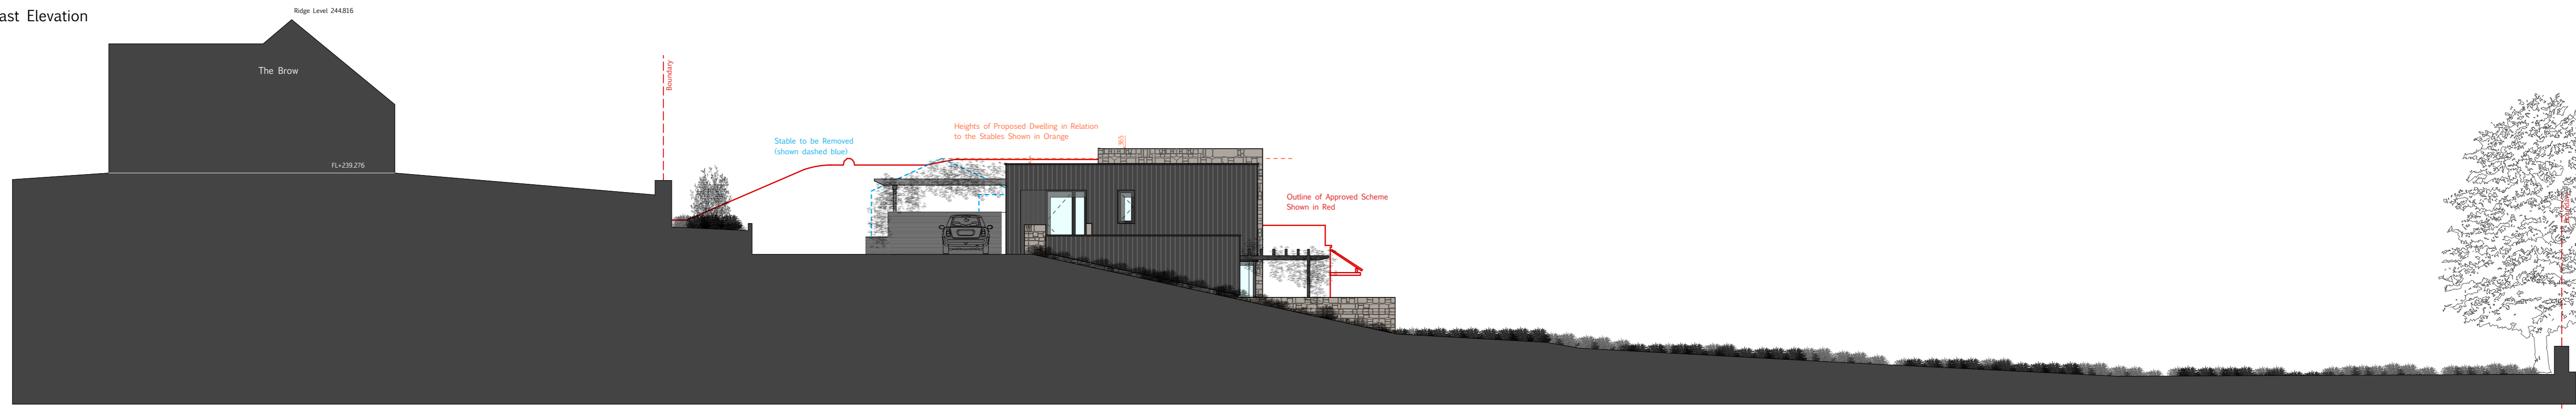 ast Elevation
Ridge Level 244.816
The Brow
FL+239.276
Boundary
Stable to be Removed
(shown dashed blue)
Heights of Proposed Dwelling in Relation
to the Stables Shown in Orange
365
Outline of Approved Scheme
Shown in Red
Boundary